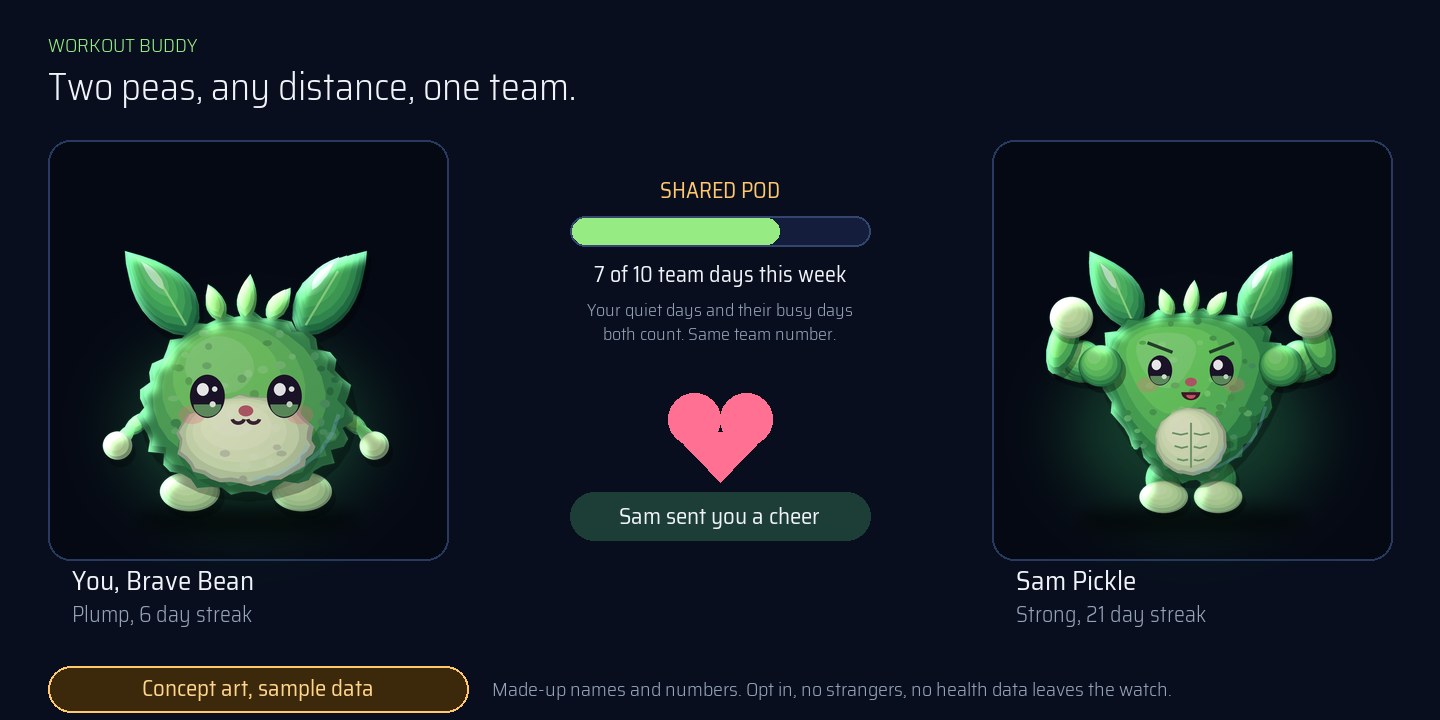 WORKOUT BUDDY
Two peas, any distance, one team.
SHARED POD
7 of 10 team days this week
Your quiet days and their busy days
both count. Same team number.
Sam sent you a cheer
You, Brave Bean
Plump, 6 day streak
Sam Pickle
Strong, 21 day streak
Concept art, sample data
Made-up names and numbers. Opt in, no strangers, no health data leaves the watch.